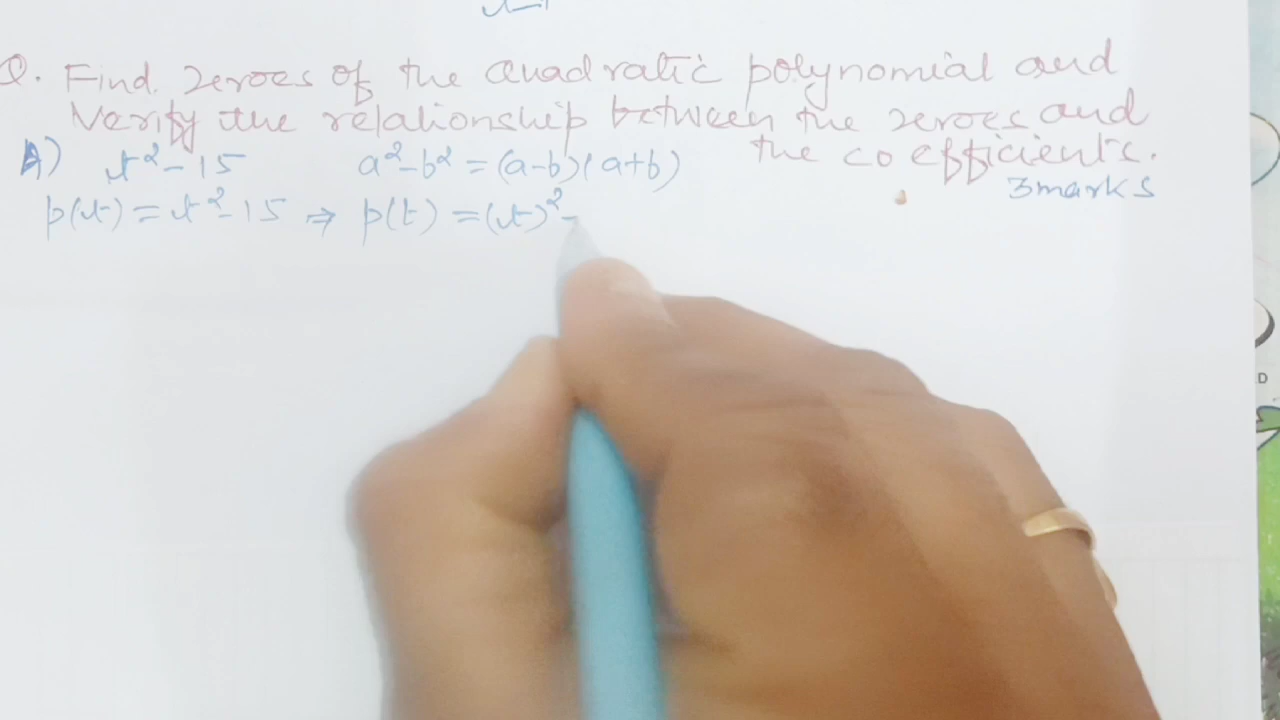 Q. Find zeroes of the quadratic polynomial and
Verify the relationship between the zeroes and
the coefficients.
3marks
A) t² - 15 a² - b² = (a-b)(a+b)
p(t) = t² - 15 ⇒ p(t) = (t)² -
D